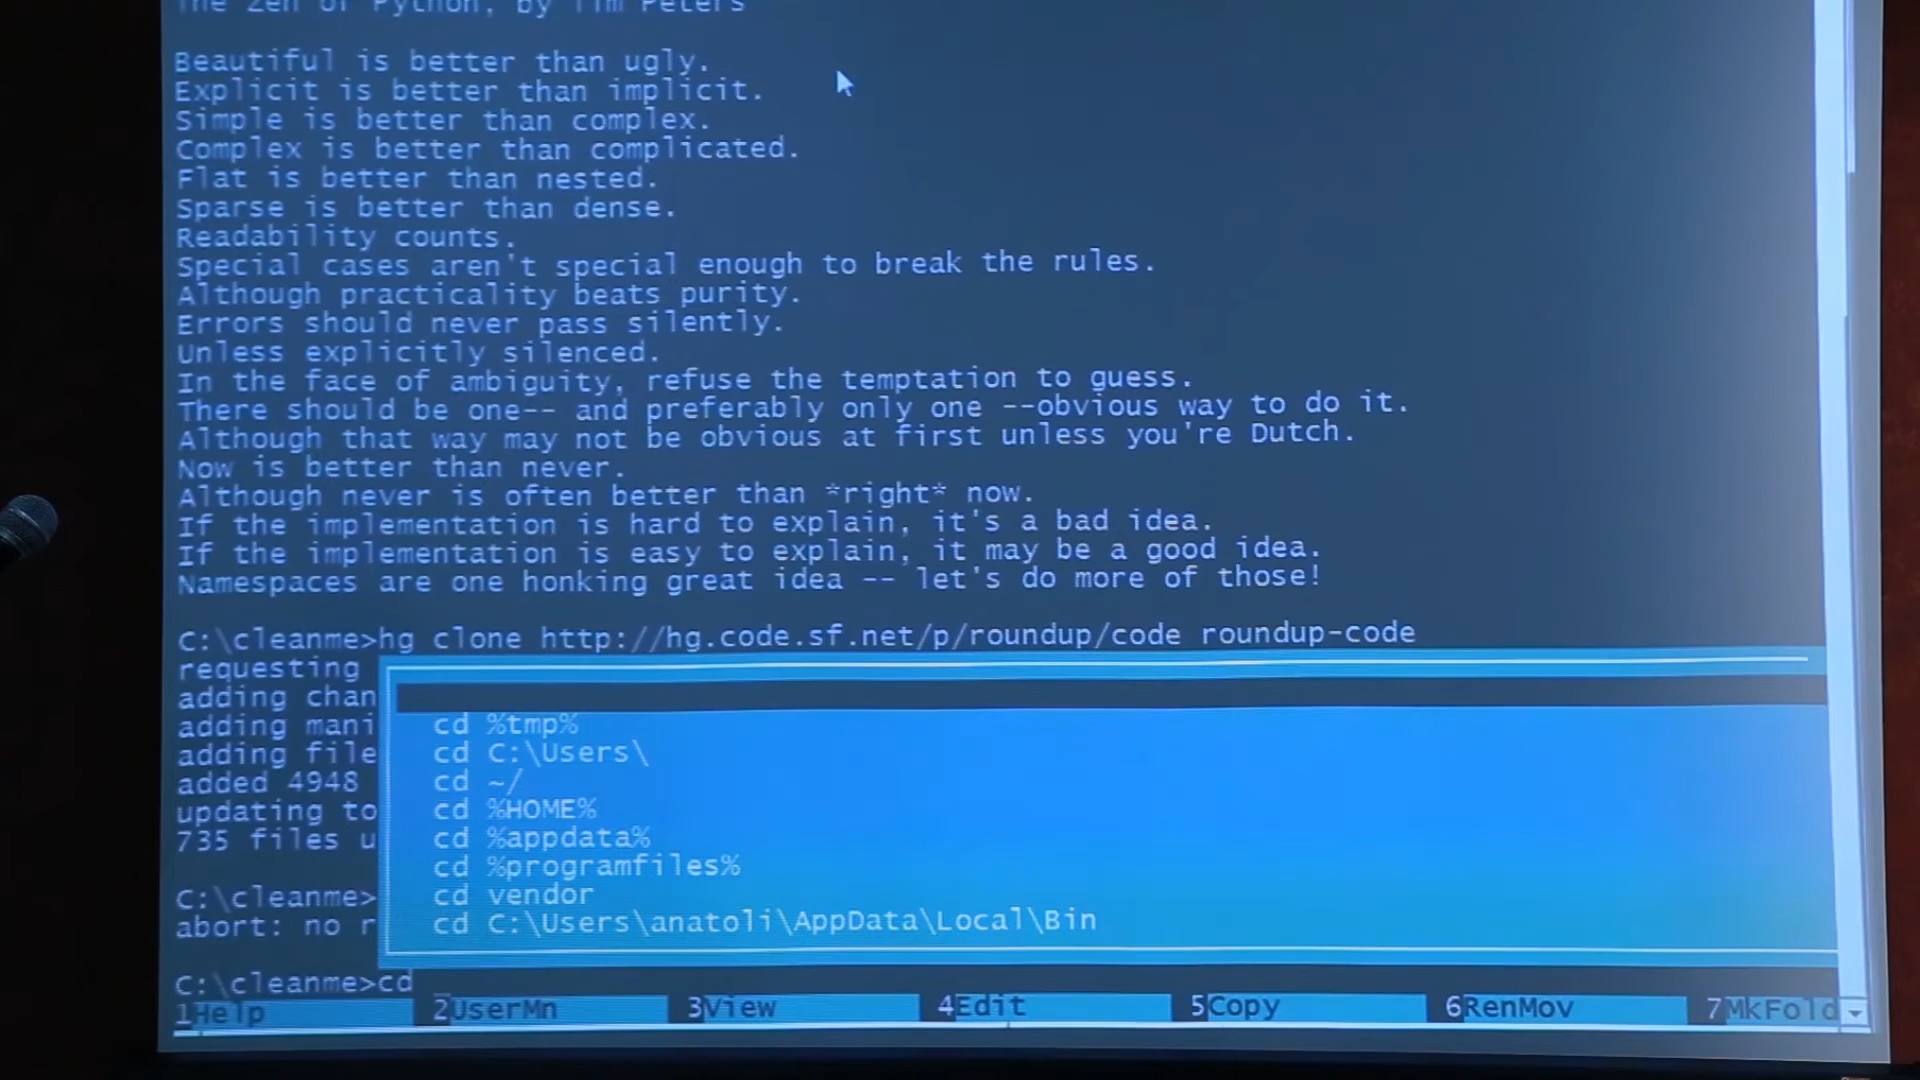 The Zen of Python, by Tim Peters
Beautiful is better than ugly.
Explicit is better than implicit.
Simple is better than complex.
Complex is better than complicated.
Flat is better than nested.
Sparse is better than dense.
Readability counts.
Special cases aren't special enough to break the rules.
Although practicality beats purity.
Errors should never pass silently.
Unless explicitly silenced.
In the face of ambiguity, refuse the temptation to guess.
There should be one-- and preferably only one --obvious way to do it.
Although that way may not be obvious at first unless you're Dutch.
Now is better than never.
Although never is often better than *right* now.
If the implementation is hard to explain, it's a bad idea.
If the implementation is easy to explain, it may be a good idea.
Namespaces are one honking great idea -- let's do more of those!
C:\cleanme>hg clone http://hg.code.sf.net/p/roundup/code roundup-code
requesting
adding chan
adding mani
adding file
added 4948
updating to
735 files u
C:\cleanme>
abort: no r
cd %tmp%
cd C:\Users\
cd ~/
cd %HOME%
cd %appdata%
cd %programfiles%
cd vendor
cd C:\Users\anatoli\AppData\Local\Bin
C:\cleanme>cd
1Help 2UserMn 3View 4Edit 5Copy 6RenMov 7MkFold